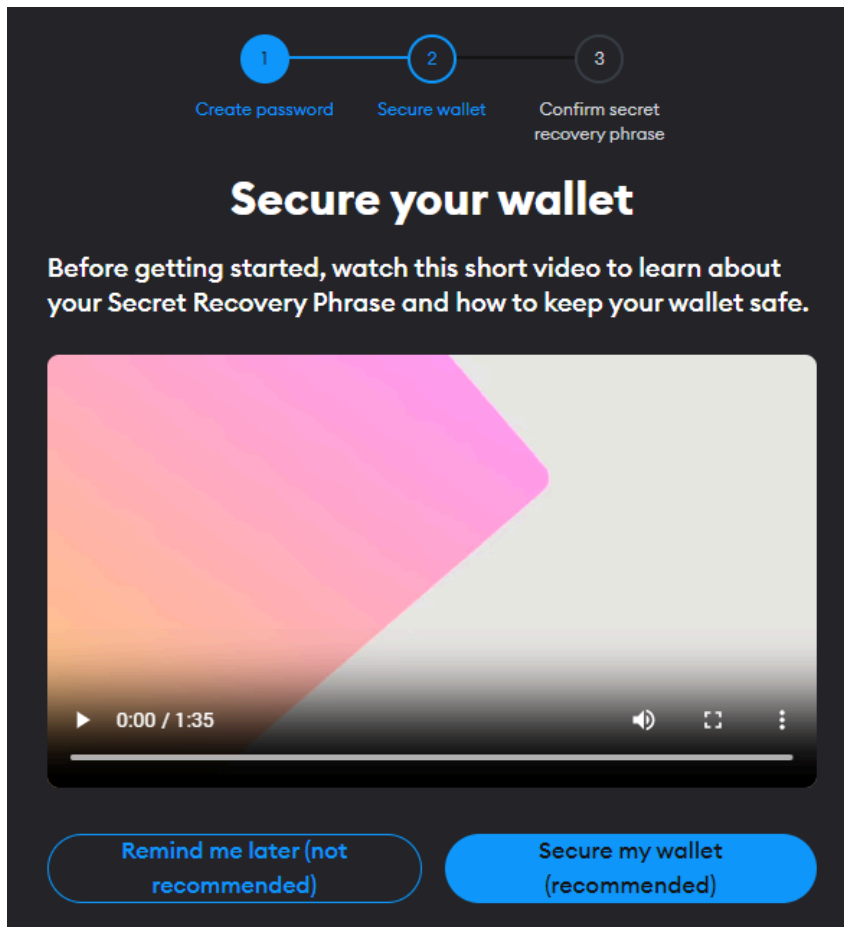 1 2 3
Create password Secure wallet Confirm secret
recovery phrase
Secure your wallet
Before getting started, watch this short video to learn about
your Secret Recovery Phrase and how to keep your wallet safe.
0:00 / 1:35
Remind me later (not
recommended)
Secure my wallet
(recommended)